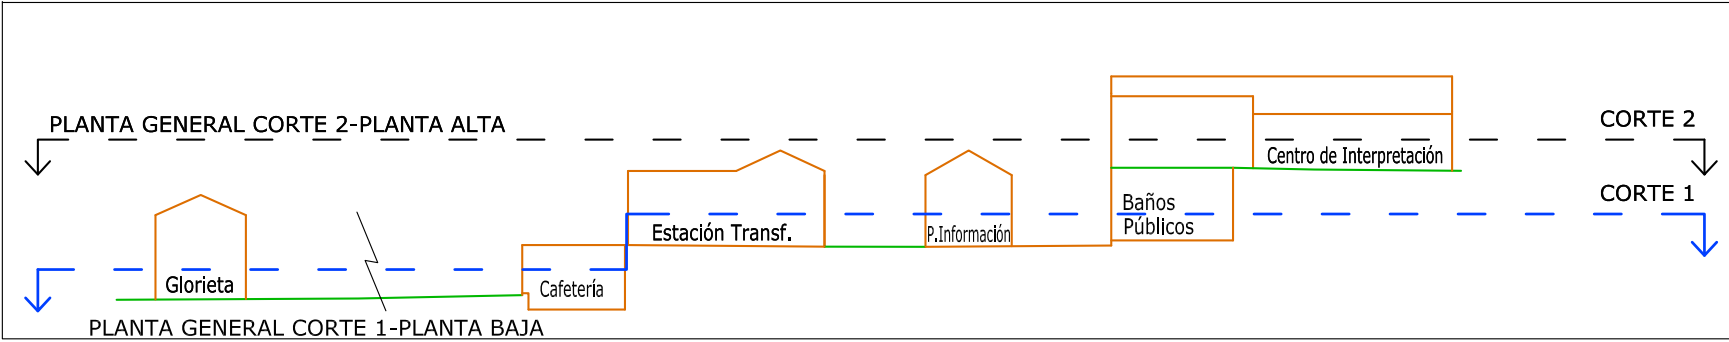 PLANTA GENERAL CORTE 2-PLANTA ALTA
CORTE 2
Centro de Interpretación
CORTE 1
Baños
Públicos
Estación Transf.
P.Información
Glorieta
Cafetería
PLANTA GENERAL CORTE 1-PLANTA BAJA